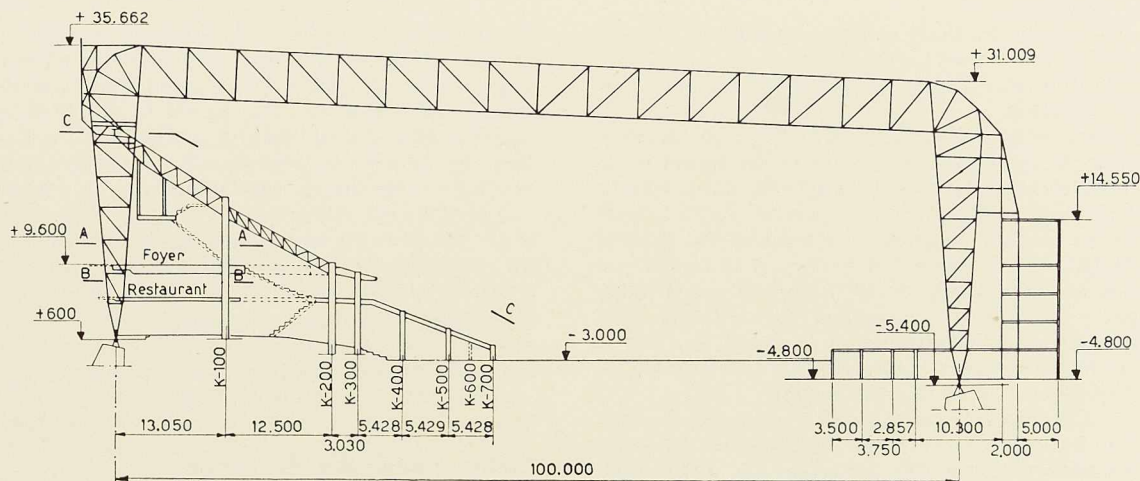 + 35.662
+ 31.009
C
+14.550
+ 9.600
A
A
Foyer
B
B
Restaurant
C
+600
- 3.000
- 5.400
-4.800
-4.800
K-100
K-200
K-300
K-400
K-500
K-600
K-700
13.050
12.500
3.030
5,428
5,429
5,428
3.500
3.750
2.857
10.300
2,000
5,000
100.000